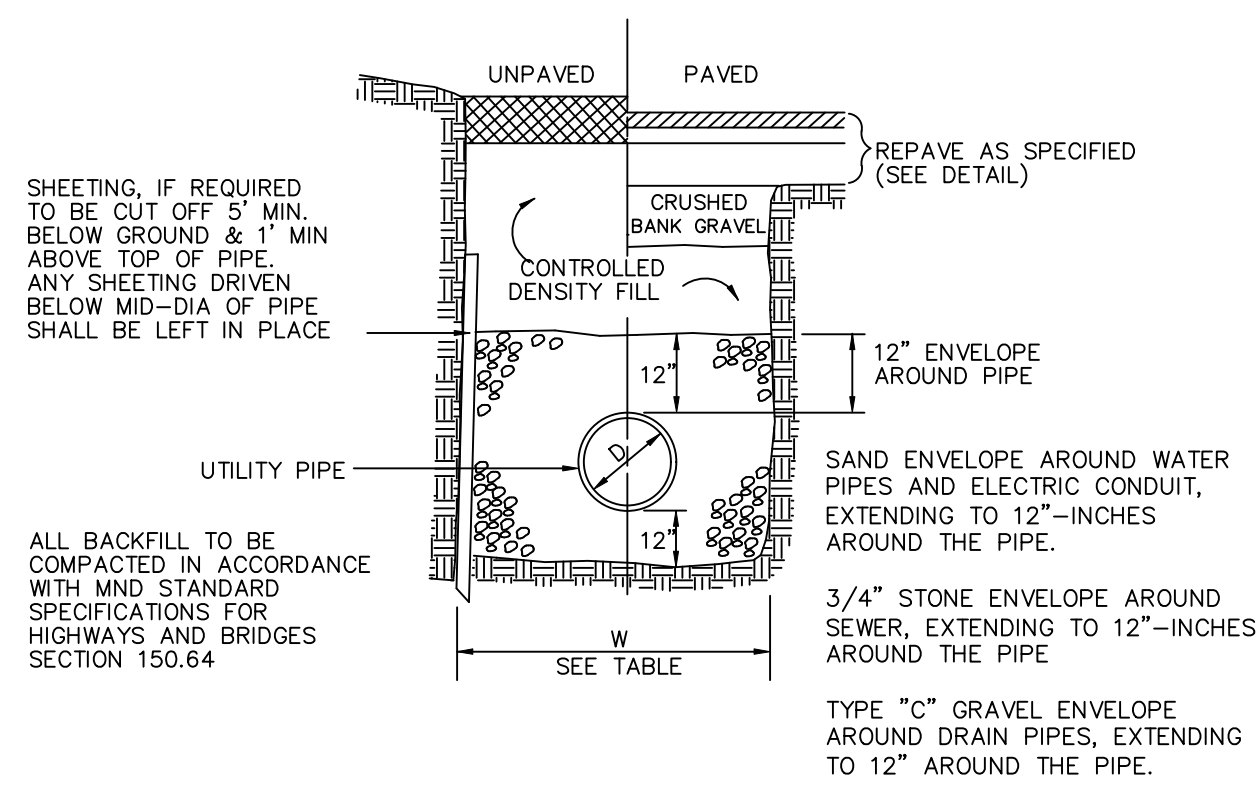 UNPAVED
PAVED
REPAVE AS SPECIFIED
(SEE DETAIL)
SHEETING, IF REQUIRED
TO BE CUT OFF 5' MIN.
BELOW GROUND & 1' MIN
ABOVE TOP OF PIPE.
ANY SHEETING DRIVEN
BELOW MID–DIA OF PIPE
SHALL BE LEFT IN PLACE
CRUSHED
BANK GRAVEL
CONTROLLED
DENSITY FILL
12"
12" ENVELOPE
AROUND PIPE
D
UTILITY PIPE
12"
SAND ENVELOPE AROUND WATER
PIPES AND ELECTRIC CONDUIT,
EXTENDING TO 12"–INCHES
AROUND THE PIPE.
ALL BACKFILL TO BE
COMPACTED IN ACCORDANCE
WITH MND STANDARD
SPECIFICATIONS FOR
HIGHWAYS AND BRIDGES
SECTION 150.64
3/4" STONE ENVELOPE AROUND
SEWER, EXTENDING TO 12"–INCHES
AROUND THE PIPE
W
SEE TABLE
TYPE "C" GRAVEL ENVELOPE
AROUND DRAIN PIPES, EXTENDING
TO 12" AROUND THE PIPE.